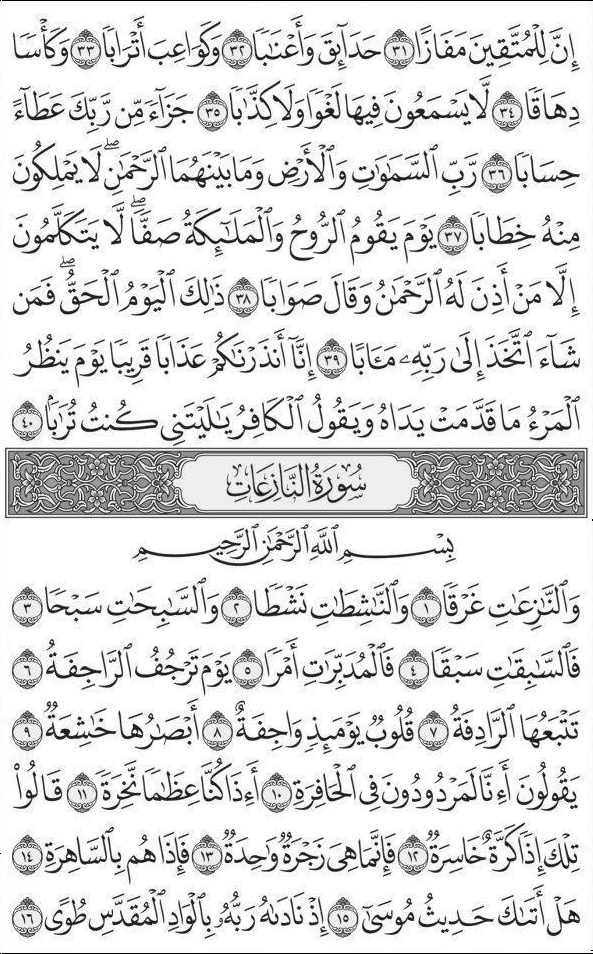 إِنَّ لِلْمُتَّقِينَ مَفَازًا ٣١ حَدَآئِقَ وَأَعْنَٰبًا ٣٢ وَكَوَاعِبَ أَتْرَابًا ٣٣ وَكَأْسًا
دِهَاقًا ٣٤ لَّا يَسْمَعُونَ فِيهَا لَغْوًا وَلَا كِذَّٰبًا ٣٥ جَزَآءً مِّن رَّبِّكَ عَطَآءً
حِسَابًا ٣٦ رَّبِّ ٱلسَّمَٰوَٰتِ وَٱلْأَرْضِ وَمَا بَيْنَهُمَا ٱلرَّحْمَٰنِۖ لَا يَمْلِكُونَ
مِنْهُ خِطَابًا ٣٧ يَوْمَ يَقُومُ ٱلرُّوحُ وَٱلْمَلَٰٓئِكَةُ صَفًّاۖ لَّا يَتَكَلَّمُونَ
إِلَّا مَنْ أَذِنَ لَهُ ٱلرَّحْمَٰنُ وَقَالَ صَوَابًا ٣٨ ذَٰلِكَ ٱلْيَوْمُ ٱلْحَقُّۖ فَمَن
شَآءَ ٱتَّخَذَ إِلَىٰ رَبِّهِۦ مَـَٔابًا ٣٩ إِنَّآ أَنذَرْنَٰكُمْ عَذَابًا قَرِيبًا يَوْمَ يَنظُرُ
ٱلْمَرْءُ مَا قَدَّمَتْ يَدَاهُ وَيَقُولُ ٱلْكَافِرُ يَٰلَيْتَنِى كُنتُ تُرَٰبًۢا ٤٠
سُورَةُ النَّازِعَاتِ
بِسْمِ ٱللَّهِ ٱلرَّحْمَٰنِ ٱلرَّحِيمِ
وَٱلنَّٰزِعَٰتِ غَرْقًا ١ وَٱلنَّٰشِطَٰتِ نَشْطًا ٢ وَٱلسَّٰبِحَٰتِ سَبْحًا ٣
فَٱلسَّٰبِقَٰتِ سَبْقًا ٤ فَٱلْمُدَبِّرَٰتِ أَمْرًا ٥ يَوْمَ تَرْجُفُ ٱلرَّاجِفَةُ ٦
تَتْبَعُهَا ٱلرَّادِفَةُ ٧ قُلُوبٌ يَوْمَئِذٍ وَاجِفَةٌ ٨ أَبْصَٰرُهَا خَٰشِعَةٌ ٩
يَقُولُونَ أَءِنَّا لَمَرْدُودُونَ فِى ٱلْحَافِرَةِ ١٠ أَءِذَا كُنَّا عِظَٰمًا نَّخِرَةً ١١ قَالُوا۟
تِلْكَ إِذًا كَرَّةٌ خَاسِرَةٌ ١٢ فَإِنَّمَا هِىَ زَجْرَةٌ وَٰحِدَةٌ ١٣ فَإِذَا هُم بِٱلسَّاهِرَةِ ١٤
هَلْ أَتَىٰكَ حَدِيثُ مُوسَىٰٓ ١٥ إِذْ نَادَىٰهُ رَبُّهُۥ بِٱلْوَادِ ٱلْمُقَدَّسِ طُوًى ١٦